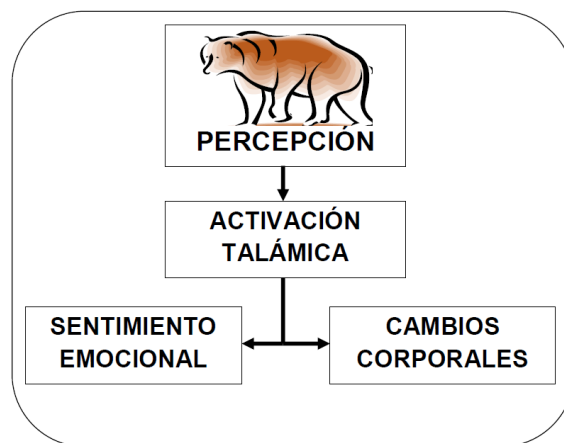 PERCEPCIÓN
ACTIVACIÓN
TALÁMICA
SENTIMIENTO
EMOCIONAL
CAMBIOS
CORPORALES